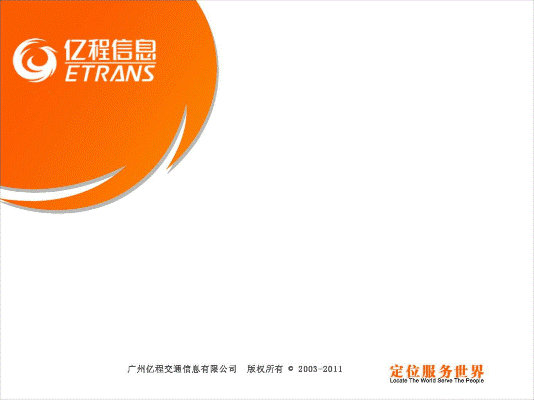 亿程信息
ETRANS
广州亿程交通信息有限公司 版权所有 © 2003-2011
定位服务世界
Locate The World Serve The People